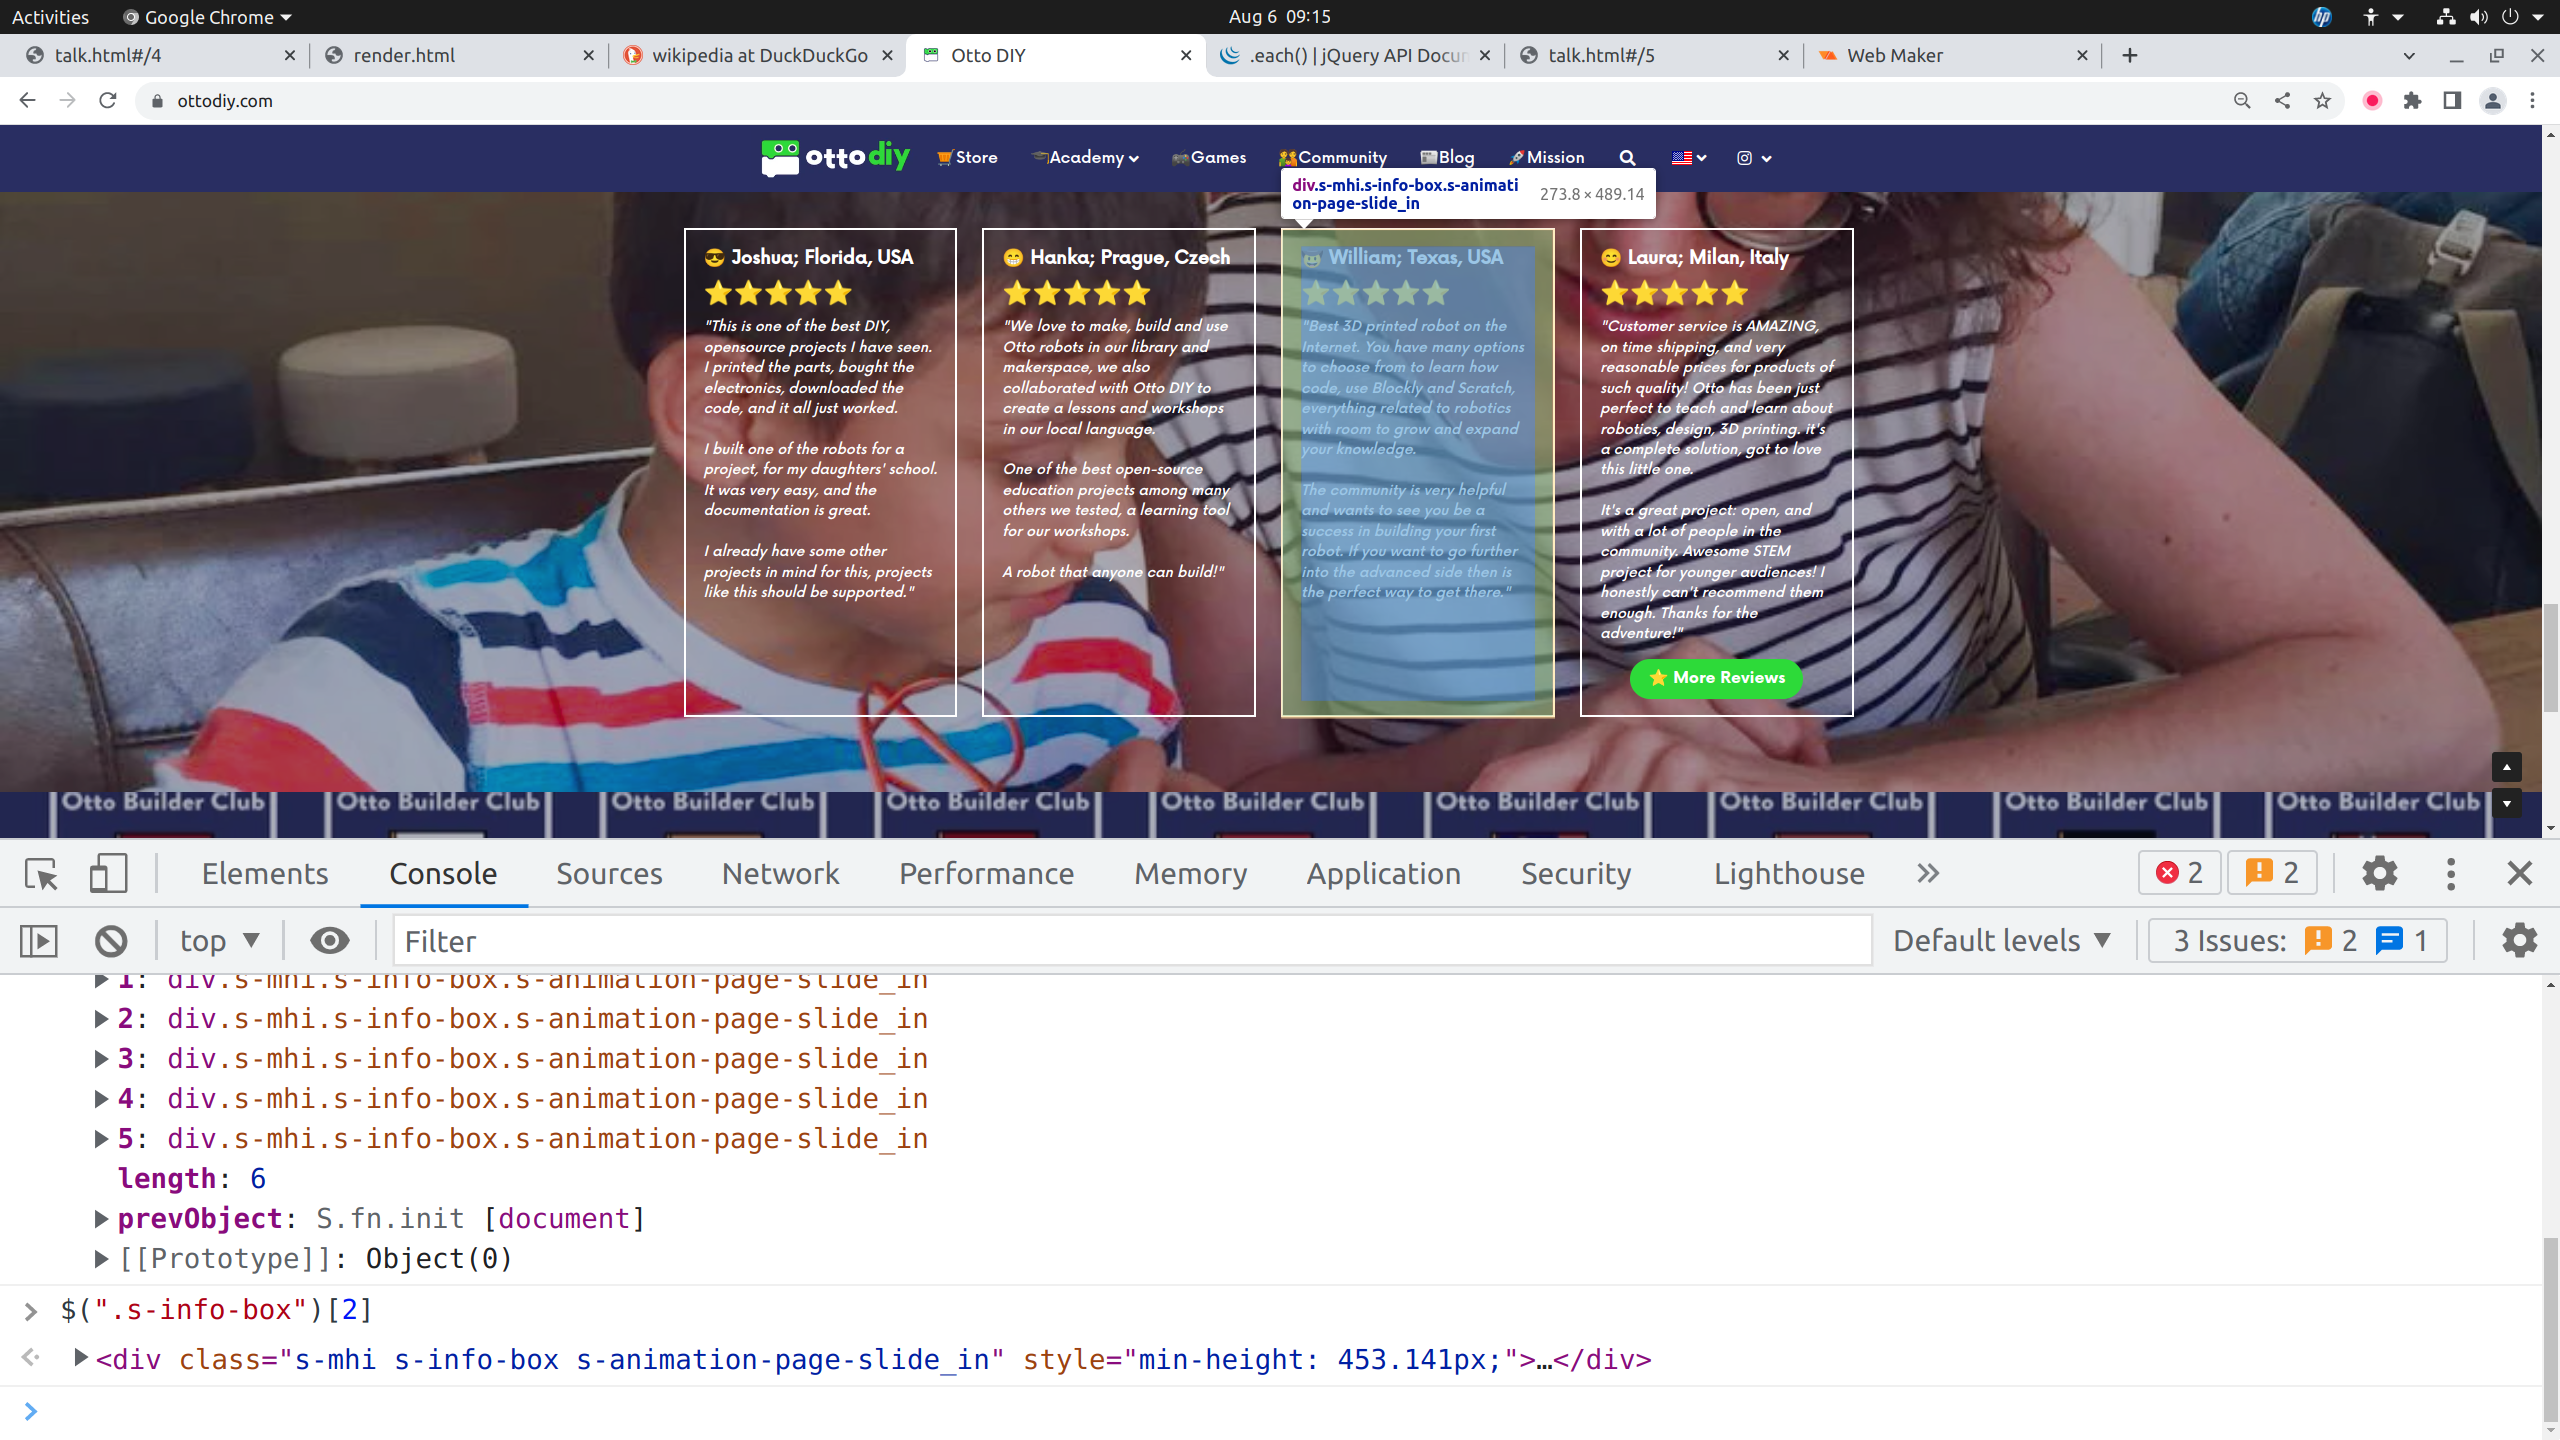 Activities Google Chrome Aug 6 09:15
talk.html#/4 render.html wikipedia at DuckDuckGo Otto DIY .each() | jQuery API Docum talk.html#/5 Web Maker
ottodiy.com
otto diy Store Academy Games Community Blog Mission
div.s-mhi.s-info-box.s-animati
on-page-slide_in
273.8 × 489.14
Joshua; Florida, USA
"This is one of the best DIY,
opensource projects I have seen.
I printed the parts, bought the
electronics, downloaded the
code, and it all just worked.
I built one of the robots for a
project, for my daughters' school.
It was very easy, and the
documentation is great.
I already have some other
projects in mind for this, projects
like this should be supported."
Hanka; Prague, Czech
"We love to make, build and use
Otto robots in our library and
makerspace, we also
collaborated with Otto DIY to
create a lessons and workshops
in our local language.
One of the best open-source
education projects among many
others we tested, a learning tool
for our workshops.
A robot that anyone can build!"
William; Texas, USA
"Best 3D printed robot on the
Internet. You have many options
to choose from to learn how
code, use Blockly and Scratch,
everything related to robotics
with room to grow and expand
your knowledge.
The community is very helpful
and wants to see you be a
success in building your first
robot. If you want to go further
into the advanced side then is
the perfect way to get there."
Laura; Milan, Italy
"Customer service is AMAZING,
on time shipping, and very
reasonable prices for products of
such quality! Otto has been just
perfect to teach and learn about
robotics, design, 3D printing. it's
a complete solution, got to love
this little one.
It's a great project: open, and
with a lot of people in the
community. Awesome STEM
project for younger audiences! I
honestly can't recommend them
enough. Thanks for the
adventure!"
More Reviews
Otto Builder Club Otto Builder Club Otto Builder Club Otto Builder Club Otto Builder Club Otto Builder Club Otto Builder Club Otto Builder Club Otto Builder Club
Elements Console Sources Network Performance Memory Application Security Lighthouse 2 2
top Filter Default levels 3 Issues: 2 1
1: div.s-mhi.s-info-box.s-animation-page-slide_in
2: div.s-mhi.s-info-box.s-animation-page-slide_in
3: div.s-mhi.s-info-box.s-animation-page-slide_in
4: div.s-mhi.s-info-box.s-animation-page-slide_in
5: div.s-mhi.s-info-box.s-animation-page-slide_in
length: 6
prevObject: S.fn.init [document]
[[Prototype]]: Object(0)
$(".s-info-box")[2]
<div class="s-mhi s-info-box s-animation-page-slide_in" style="min-height: 453.141px;">…</div>